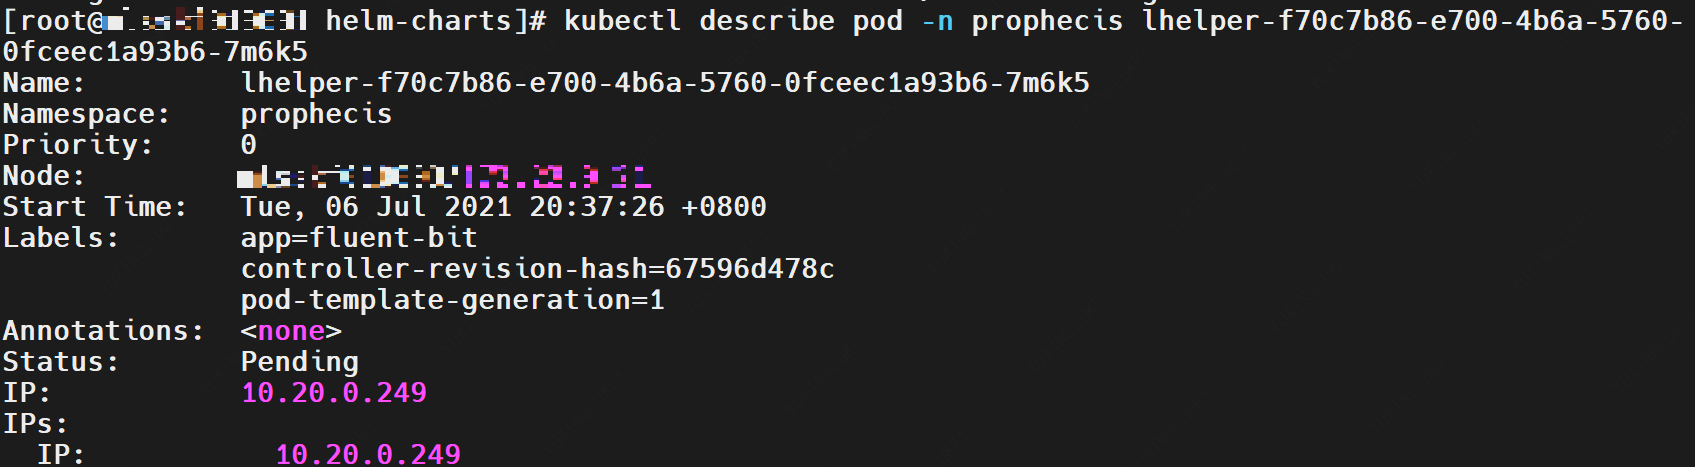 [root@ helm-charts]# kubectl describe pod -n prophecis lhelper-f70c7b86-e700-4b6a-5760-
0fceec1a93b6-7m6k5
Name: lhelper-f70c7b86-e700-4b6a-5760-0fceec1a93b6-7m6k5
Namespace: prophecis
Priority: 0
Node:
Start Time: Tue, 06 Jul 2021 20:37:26 +0800
Labels: app=fluent-bit
controller-revision-hash=67596d478c
pod-template-generation=1
Annotations: <none>
Status: Pending
IP: 10.20.0.249
IPs:
IP: 10.20.0.249